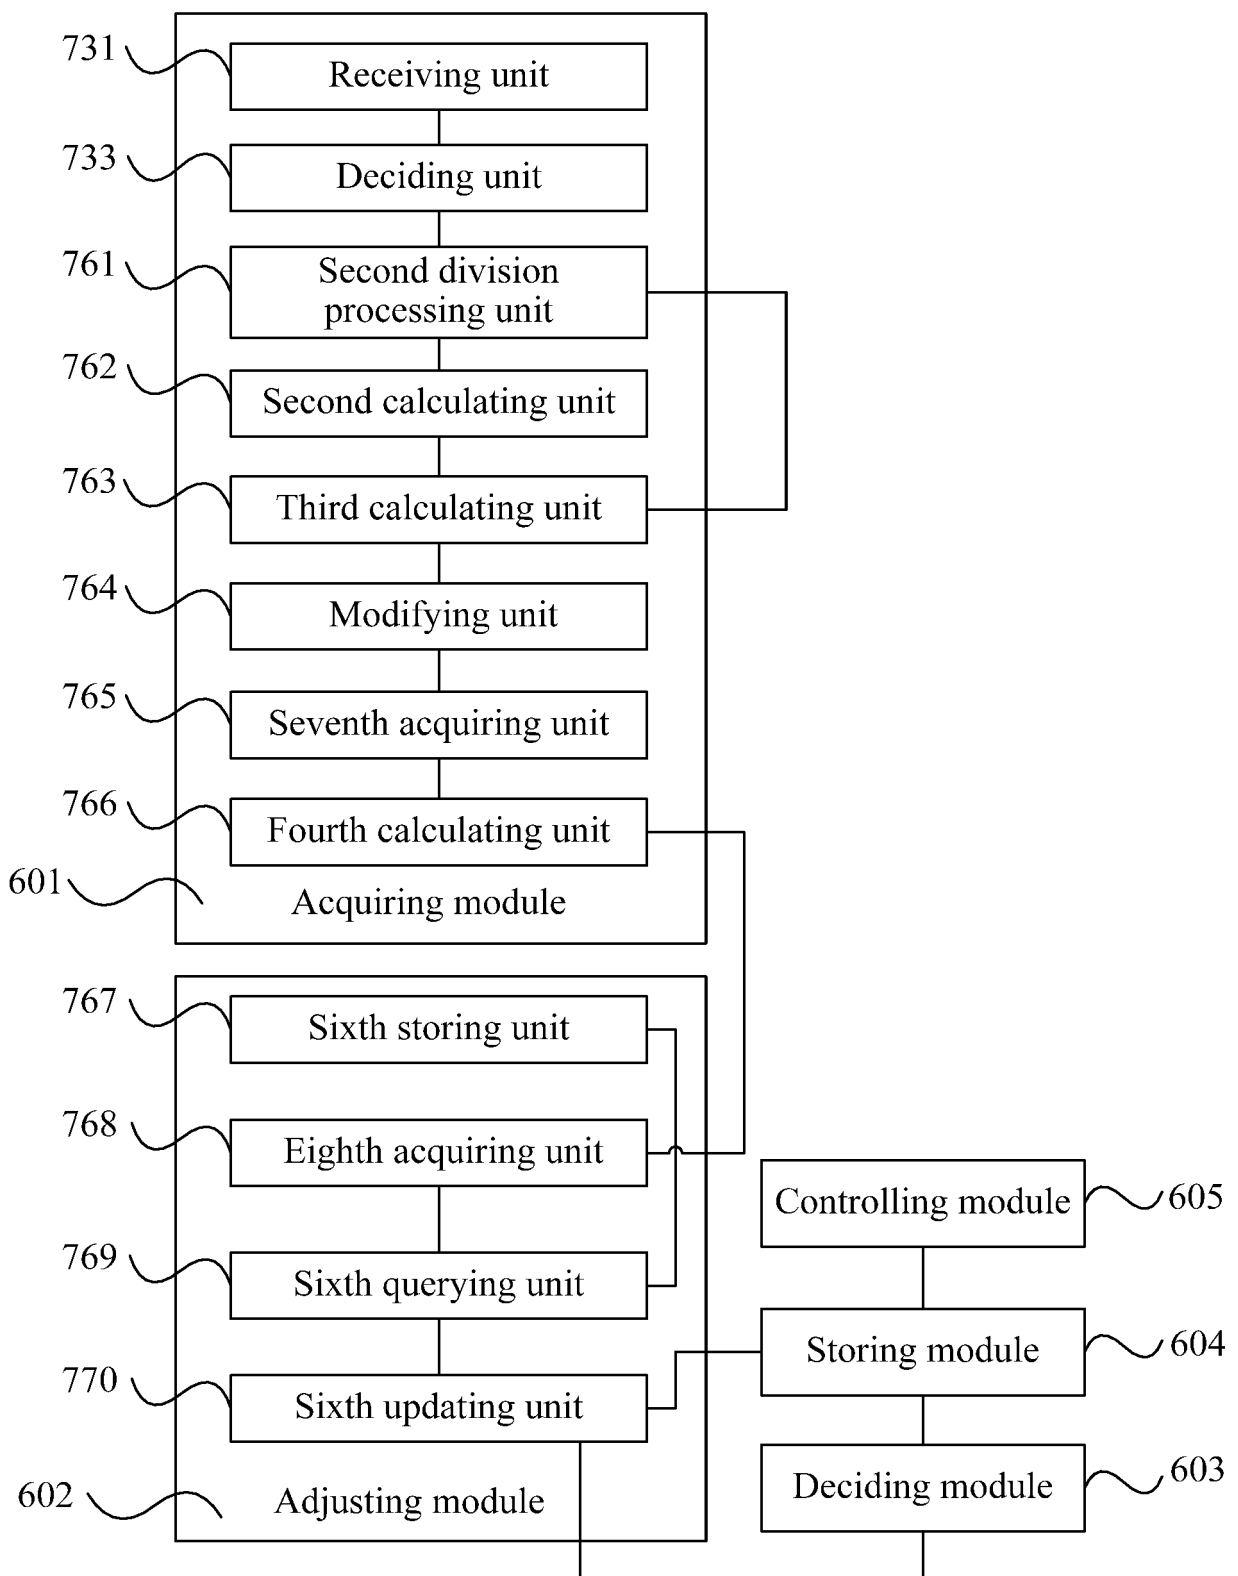 731
Receiving unit
733
Deciding unit
761
Second division
processing unit
762
Second calculating unit
763
Third calculating unit
764
Modifying unit
765
Seventh acquiring unit
766
Fourth calculating unit
601
Acquiring module
767
Sixth storing unit
768
Eighth acquiring unit
769
Sixth querying unit
770
Sixth updating unit
602
Adjusting module
Controlling module
605
Storing module
604
Deciding module
603